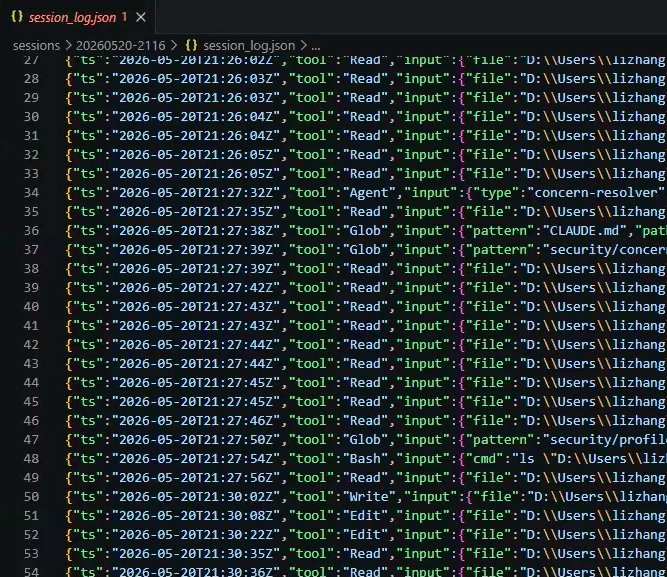 session_log.json 1
sessions > 20260520-2116 > session_log.json > ...
27 {"ts":"2026-05-20T21:26:02Z","tool":"Read","input":{"file":"D:\\Users\\lizhang
28 {"ts":"2026-05-20T21:26:03Z","tool":"Read","input":{"file":"D:\\Users\\lizhang
29 {"ts":"2026-05-20T21:26:03Z","tool":"Read","input":{"file":"D:\\Users\\lizhang
30 {"ts":"2026-05-20T21:26:04Z","tool":"Read","input":{"file":"D:\\Users\\lizhang
31 {"ts":"2026-05-20T21:26:04Z","tool":"Read","input":{"file":"D:\\Users\\lizhang
32 {"ts":"2026-05-20T21:26:05Z","tool":"Read","input":{"file":"D:\\Users\\lizhang
33 {"ts":"2026-05-20T21:26:05Z","tool":"Read","input":{"file":"D:\\Users\\lizhang
34 {"ts":"2026-05-20T21:27:32Z","tool":"Agent","input":{"type":"concern-resolver"
35 {"ts":"2026-05-20T21:27:35Z","tool":"Read","input":{"file":"D:\\Users\\lizhang
36 {"ts":"2026-05-20T21:27:38Z","tool":"Glob","input":{"pattern":"CLAUDE.md","pat
37 {"ts":"2026-05-20T21:27:39Z","tool":"Glob","input":{"pattern":"security/concer
38 {"ts":"2026-05-20T21:27:39Z","tool":"Read","input":{"file":"D:\\Users\\lizhang
39 {"ts":"2026-05-20T21:27:42Z","tool":"Read","input":{"file":"D:\\Users\\lizhang
40 {"ts":"2026-05-20T21:27:43Z","tool":"Read","input":{"file":"D:\\Users\\lizhang
41 {"ts":"2026-05-20T21:27:43Z","tool":"Read","input":{"file":"D:\\Users\\lizhang
42 {"ts":"2026-05-20T21:27:44Z","tool":"Read","input":{"file":"D:\\Users\\lizhang
43 {"ts":"2026-05-20T21:27:44Z","tool":"Read","input":{"file":"D:\\Users\\lizhang
44 {"ts":"2026-05-20T21:27:45Z","tool":"Read","input":{"file":"D:\\Users\\lizhang
45 {"ts":"2026-05-20T21:27:45Z","tool":"Read","input":{"file":"D:\\Users\\lizhang
46 {"ts":"2026-05-20T21:27:46Z","tool":"Read","input":{"file":"D:\\Users\\lizhang
47 {"ts":"2026-05-20T21:27:50Z","tool":"Glob","input":{"pattern":"security/profil
48 {"ts":"2026-05-20T21:27:54Z","tool":"Bash","input":{"cmd":"ls \"D:\\Users\\liz
49 {"ts":"2026-05-20T21:27:56Z","tool":"Read","input":{"file":"D:\\Users\\lizhang
50 {"ts":"2026-05-20T21:30:02Z","tool":"Write","input":{"file":"D:\\Users\\lizhan
51 {"ts":"2026-05-20T21:30:08Z","tool":"Edit","input":{"file":"D:\\Users\\lizhang
52 {"ts":"2026-05-20T21:30:22Z","tool":"Edit","input":{"file":"D:\\Users\\lizhang
53 {"ts":"2026-05-20T21:30:35Z","tool":"Read","input":{"file":"D:\\Users\\lizhang
54 {"ts":"2026-05-20T21:30:36Z","tool":"Read","input":{"file":"D:\\Users\\lizhang